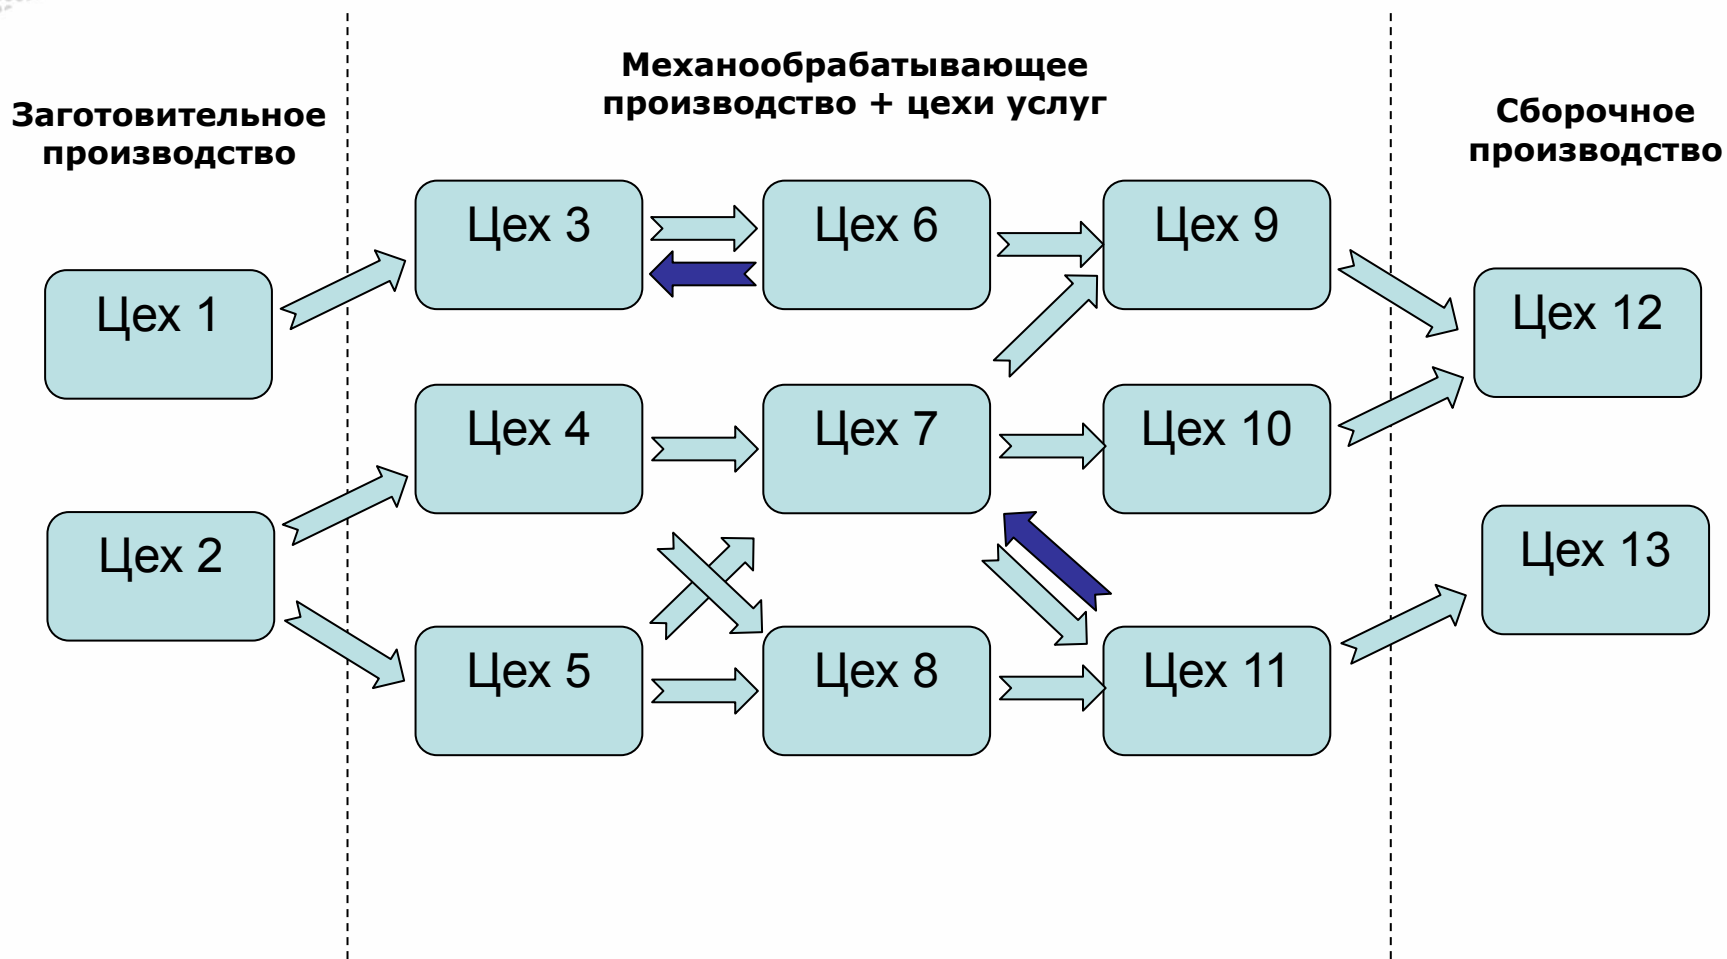 Заготовительное
производство
Механообрабатывающее
производство + цехи услуг
Сборочное
производство
Цех 1
Цех 2
Цех 3
Цех 6
Цех 9
Цех 4
Цех 7
Цех 10
Цех 5
Цех 8
Цех 11
Цех 12
Цех 13